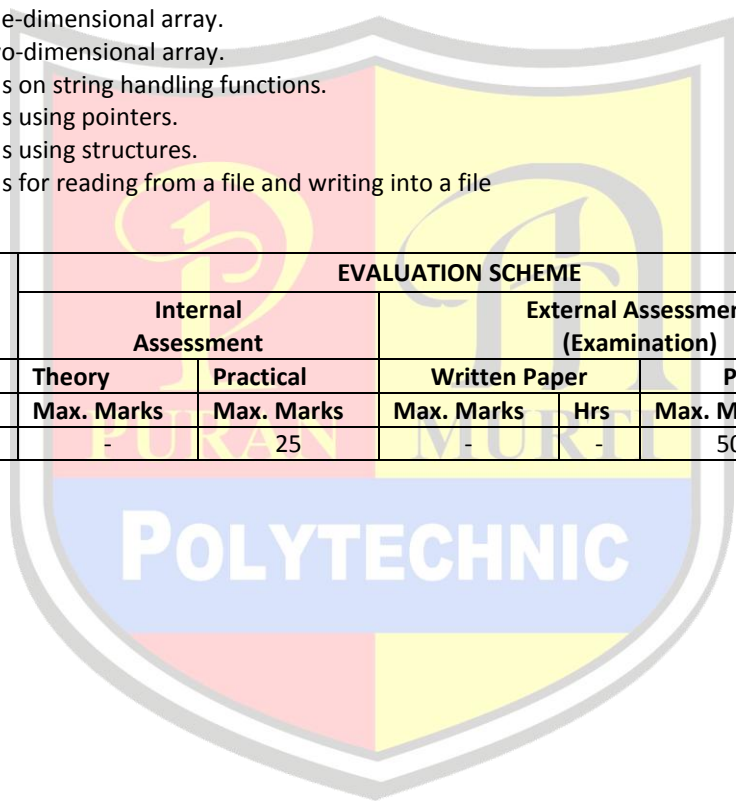 e-dimensional array.
o-dimensional array.
s on string handling functions.
s using pointers.
s using structures.
s for reading from a file and writing into a file
EVALUATION SCHEME
Internal Assessment External Assessmen (Examination)
Theory Practical Written Paper P
Max. Marks Max. Marks Max. Marks Hrs Max. M
- 25 - - 50
PURAN MURTI
POLYTECHNIC